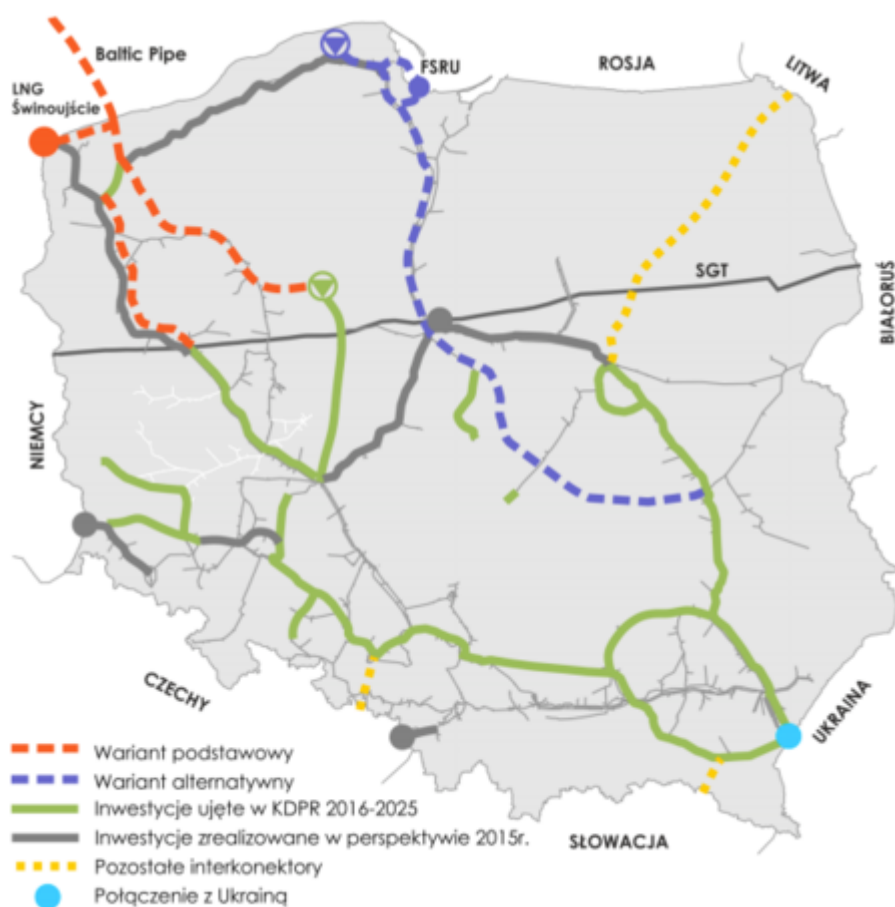 Baltic Pipe
LNG
Świnoujście
FSRU
ROSJA
LITWA
SGT
BIAŁORUŚ
NIEMCY
CZECHY
UKRAINA
SŁOWACJA
Wariant podstawowy
Wariant alternatywny
Inwestycje ujęte w KDPR 2016-2025
Inwestycje zrealizowane w perspektywie 2015r.
Pozostałe interkonektory
Połączenie z Ukrainą